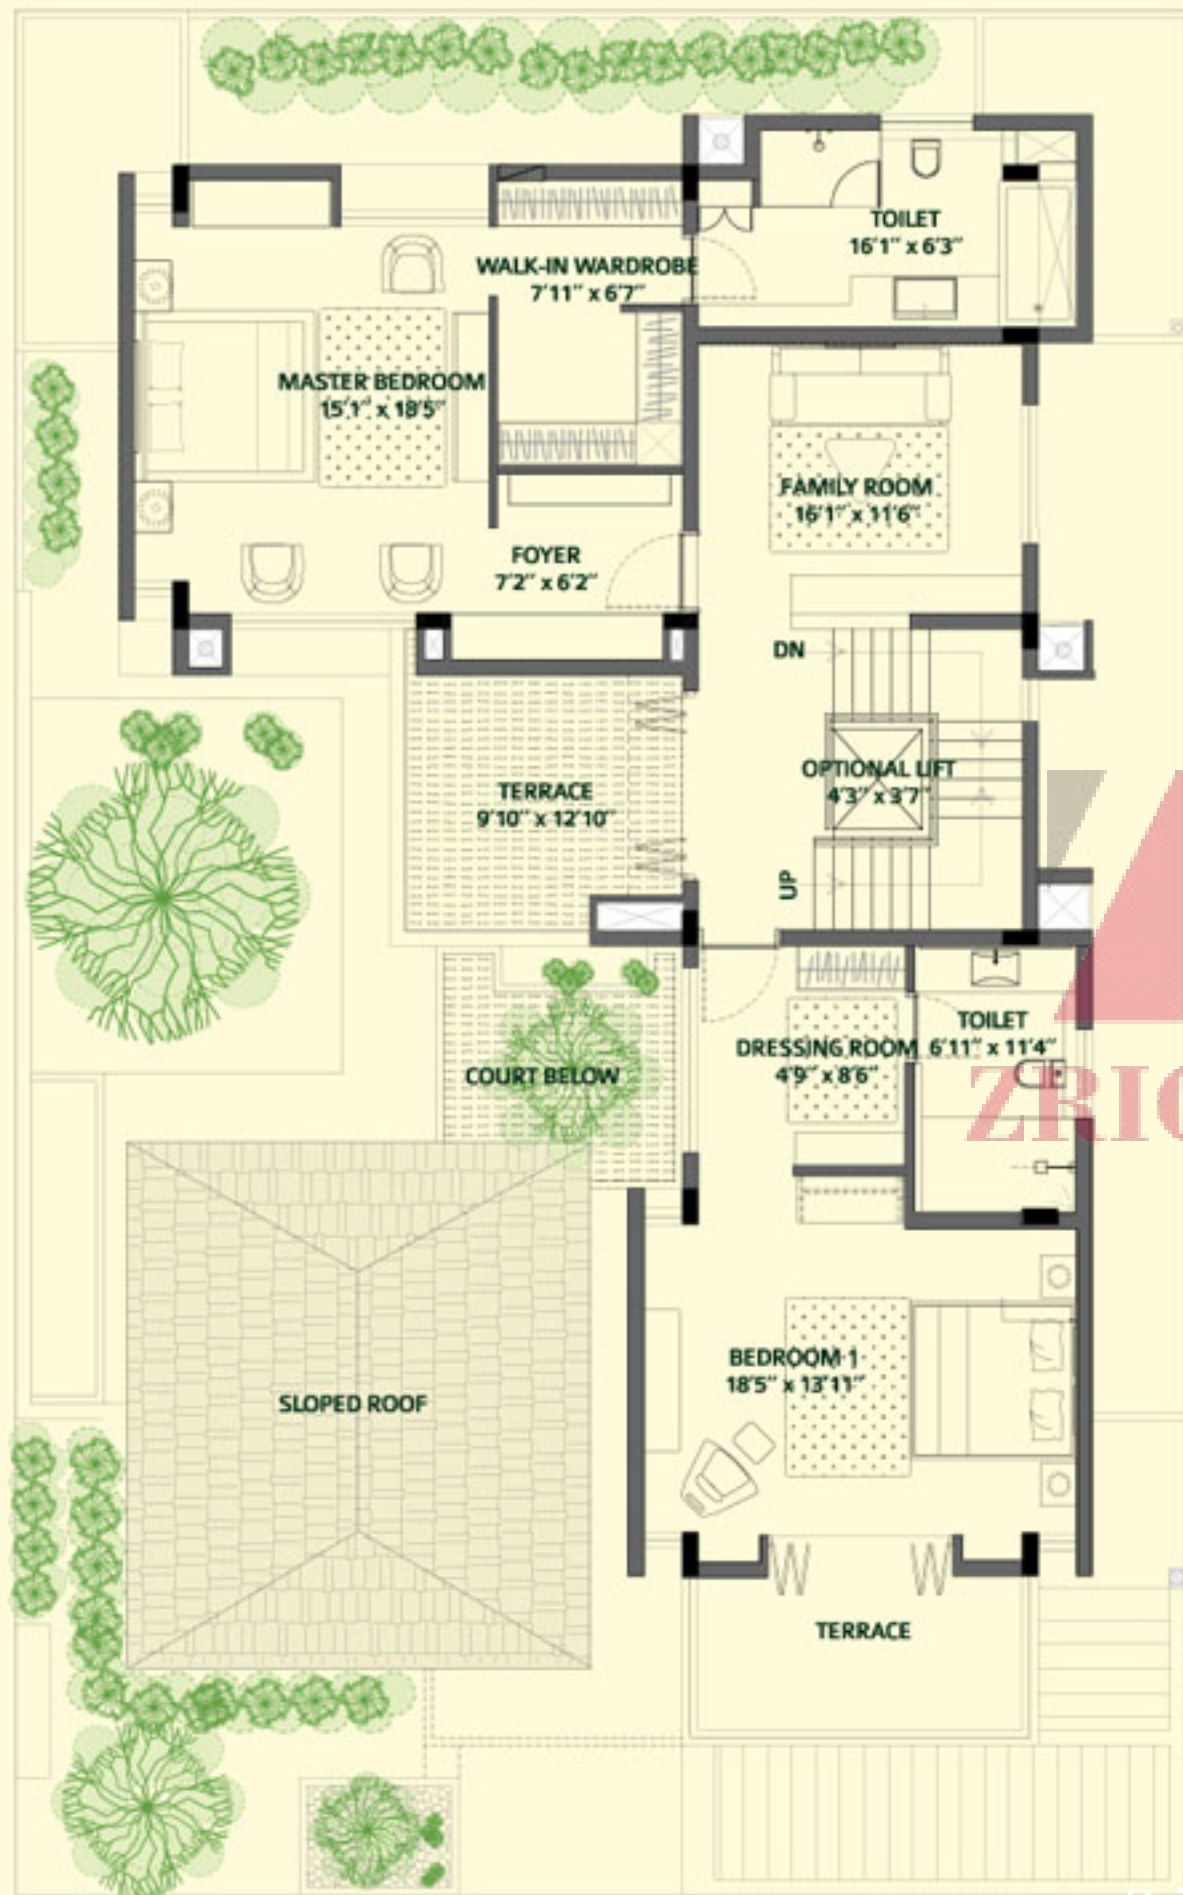 TOILET
16'1" x 6'3"
WALK-IN WARDROBE
7'11" x 6'7"
MASTER BEDROOM
15'1" x 18'5"
FAMILY ROOM
16'1" x 11'6"
FOYER
7'2" x 6'2"
DN
OPTIONAL LIFT
4'3" x 3'7"
TERRACE
9'10" x 12'10"
UP
TOILET
6'11" x 11'4"
DRESSING ROOM
4'9" x 8'6"
COURT BELOW
ZRIC
BEDROOM 1
18'5" x 13'11"
SLOPED ROOF
TERRACE